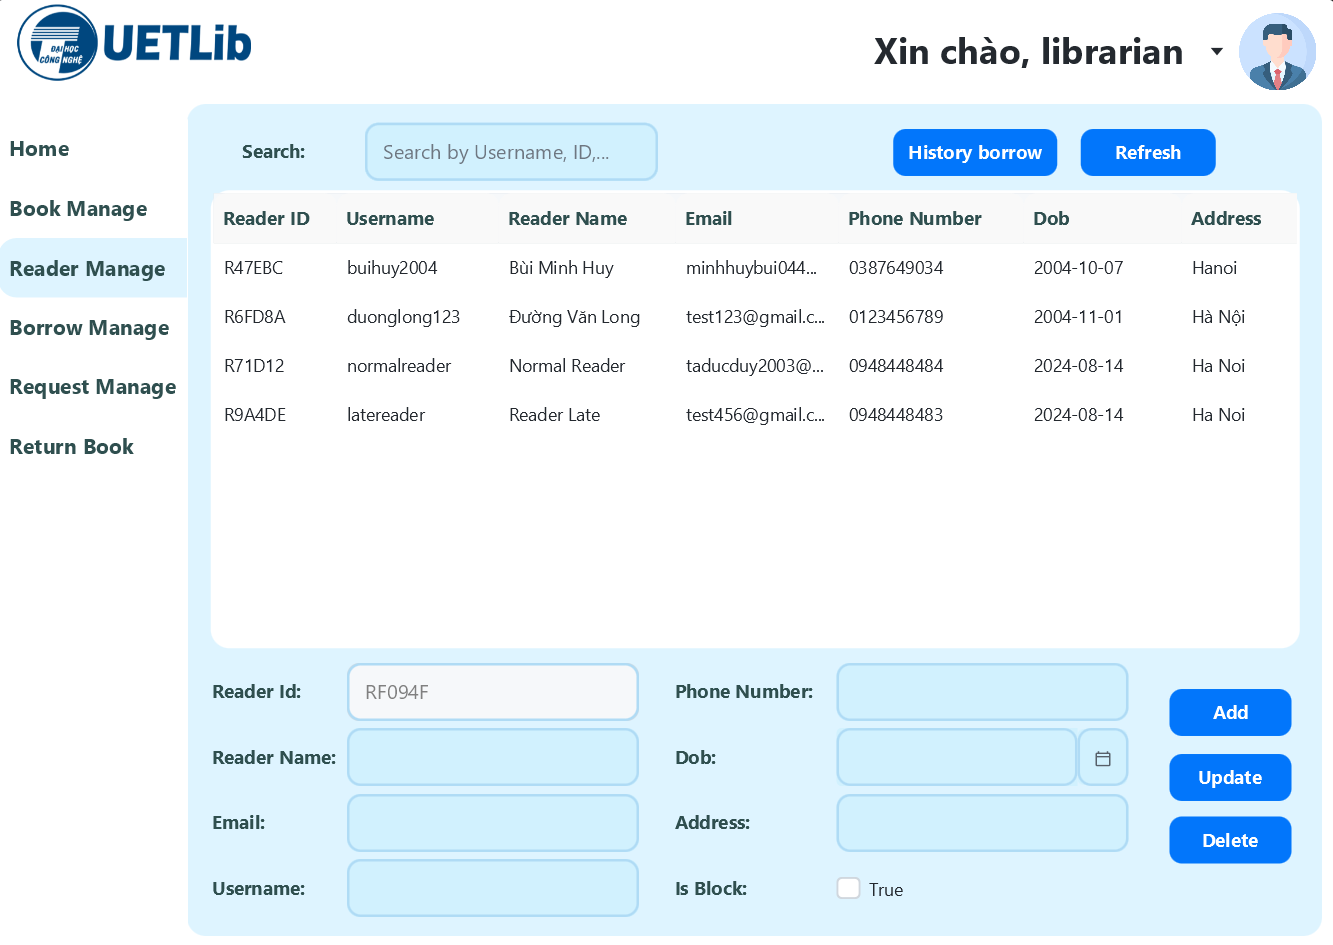 ĐẠI HỌC
CÔNG NGHỆ
UETLib
Xin chào, librarian
Home
Book Manage
Reader Manage
Borrow Manage
Request Manage
Return Book
Search: Search by Username, ID,... History borrow Refresh
Reader ID Username Reader Name Email Phone Number Dob Address
R47EBC buihuy2004 Bùi Minh Huy minhhuybui044... 0387649034 2004-10-07 Hanoi
R6FD8A duonglong123 Đường Văn Long test123@gmail.c... 0123456789 2004-11-01 Hà Nội
R71D12 normalreader Normal Reader taducduy2003@... 0948448484 2024-08-14 Ha Noi
R9A4DE latereader Reader Late test456@gmail.c... 0948448483 2024-08-14 Ha Noi
Reader Id: RF094F Phone Number:
Add
Reader Name: Dob:
Update
Email: Address:
Delete
Username: Is Block: True